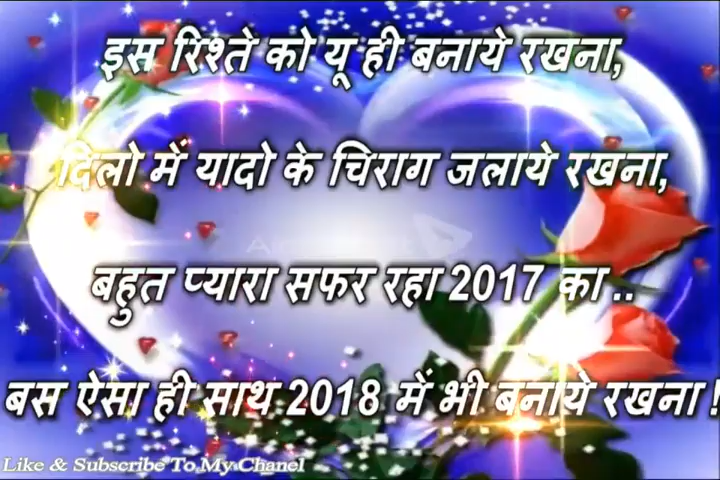 इस रिश्ते को यू ही बनाये रखना,
दिलो में यादो के चिराग जलाये रखना,
बहुत प्यारा सफर रहा 2017 का ..
बस ऐसा ही साथ 2018 में भी बनाये रखना !
Like & Subscribe To My Chanel